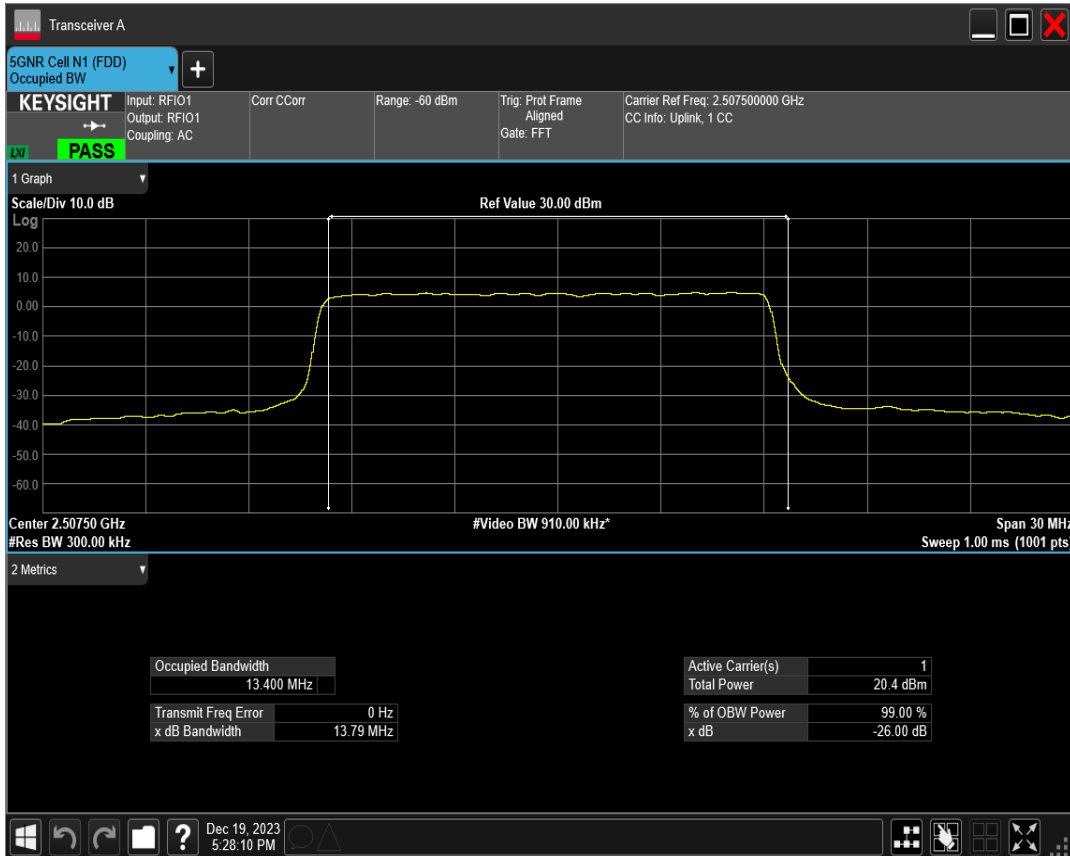 Transceiver A
5GNR Cell N1 (FDD)
Occupied BW
+
KEYSIGHT
LXI
PASS
Input: RFIO1
Output: RFIO1
Coupling: AC
Corr CCorr
Range: -60 dBm
Trig: Prot Frame
Aligned
Gate: FFT
Carrier Ref Freq: 2.507500000 GHz
CC Info: Uplink, 1 CC
1 Graph
Scale/Div 10.0 dB
Ref Value 30.00 dBm
Log
20.0
10.0
0.00
-10.0
-20.0
-30.0
-40.0
-50.0
-60.0
Center 2.50750 GHz
#Video BW 910.00 kHz*
Span 30 MHz
#Res BW 300.00 kHz
Sweep 1.00 ms (1001 pts)
2 Metrics
Occupied Bandwidth
13.400 MHz
Transmit Freq Error 0 Hz
x dB Bandwidth 13.79 MHz
Active Carrier(s) 1
Total Power 20.4 dBm
% of OBW Power 99.00 %
x dB -26.00 dB
?
Dec 19, 2023
5:28:10 PM